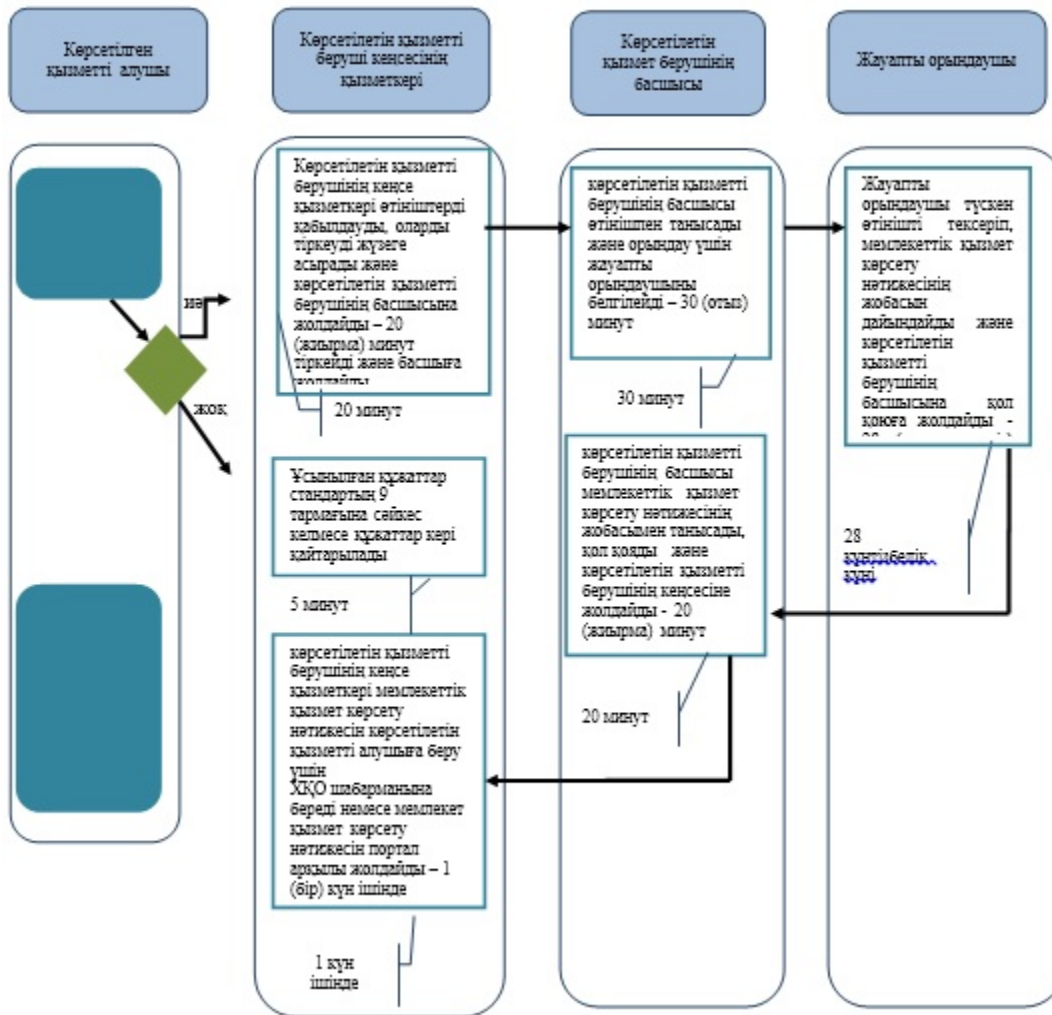 Көрсетілген
қызметті алушы
Көрсетілетін қызметті
беруші кеңсесінің
қызметкері
Көрсетілетін
қызмет берушінің
басшысы
Жауапты орындаушы
иә
жоқ
Көрсетілетін қызметті
берушінің кеңсе
қызметкері өтініштерді
қабылдауды, оларды
тіркеуді жүзеге
асырады және
көрсетілетін қызметті
берушінің басшысына
жолдайды – 20
(жиырма) минут
тіркейді және басшыға
жолдайды
20 минут
Ұсынылған құжаттар
стандартың 9
тармағына сәйкес
келмесе құжаттар кері
қайтарылады
5 минут
көрсетілетін қызметті
берушінің кеңсе
қызметкері мемлекеттік
қызмет көрсету
нәтижесін көрсетілетін
қызметті алушыға беру
үшін
ХҚО шабарманына
береді немесе мемлекет
қызмет көрсету
нәтижесін портал
арқылы жолдайды – 1
(бір) күн ішінде
1 күн
ішінде
көрсетілетін қызметті
берушінің басшысы
өтінішпен танысады
және орындау үшін
жауапты
орындаушыны
белгілейді – 30 (отыз)
минут
30 минут
көрсетілетін қызметті
берушінің басшысы
мемлекеттік қызмет
көрсету нәтижесінің
жобасымен танысады,
қол қояды және
көрсетілетін қызметті
берушінің кеңсесіне
жолдайды - 20
(жиырма) минут
20 минут
Жауапты
орындаушы түскен
өтінішті тексеріп,
мемлекеттік қызмет
көрсету
нәтижесінің
жобасын
дайындайды және
көрсетілетін
қызметті
берушінің
басшысына қол
қоюға жолдайды -
28
күнтізбелік
күні